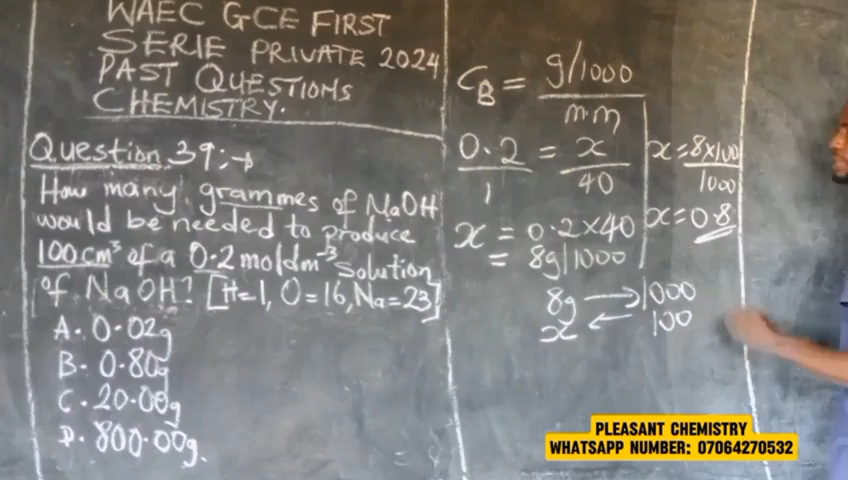 WAEC GCE FIRST
SERIE PRIVATE 2024
PAST QUESTIONS
CHEMISTRY.
Question 39:→
How many grammes of NaOH
would be needed to produce
100cm³ of a 0.2 moldm⁻³ solution
of NaOH? [H=1, O=16, Na=23]
A. 0.02g
B. 0.80g
C. 20.00g
D. 800.00g.
C_B = g/1000
m.m
0.2 = x
1 40
x = 0.2×40
= 8g/1000
8g → 1000
x ← 100
x = 8×100
1000
x = 0.8
PLEASANT CHEMISTRY
WHATSAPP NUMBER: 07064270532